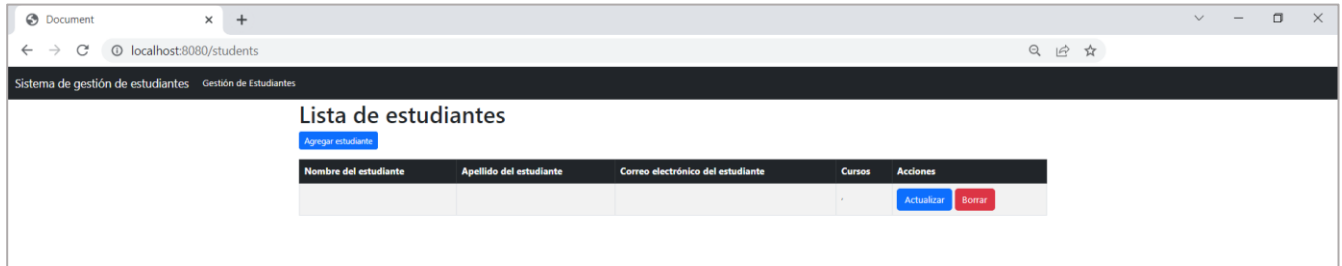 Document
localhost:8080/students
Sistema de gestión de estudiantes Gestión de Estudiantes
Lista de estudiantes
Agregar estudiante
Nombre del estudiante Apellido del estudiante Correo electrónico del estudiante Cursos Acciones
, Actualizar Borrar